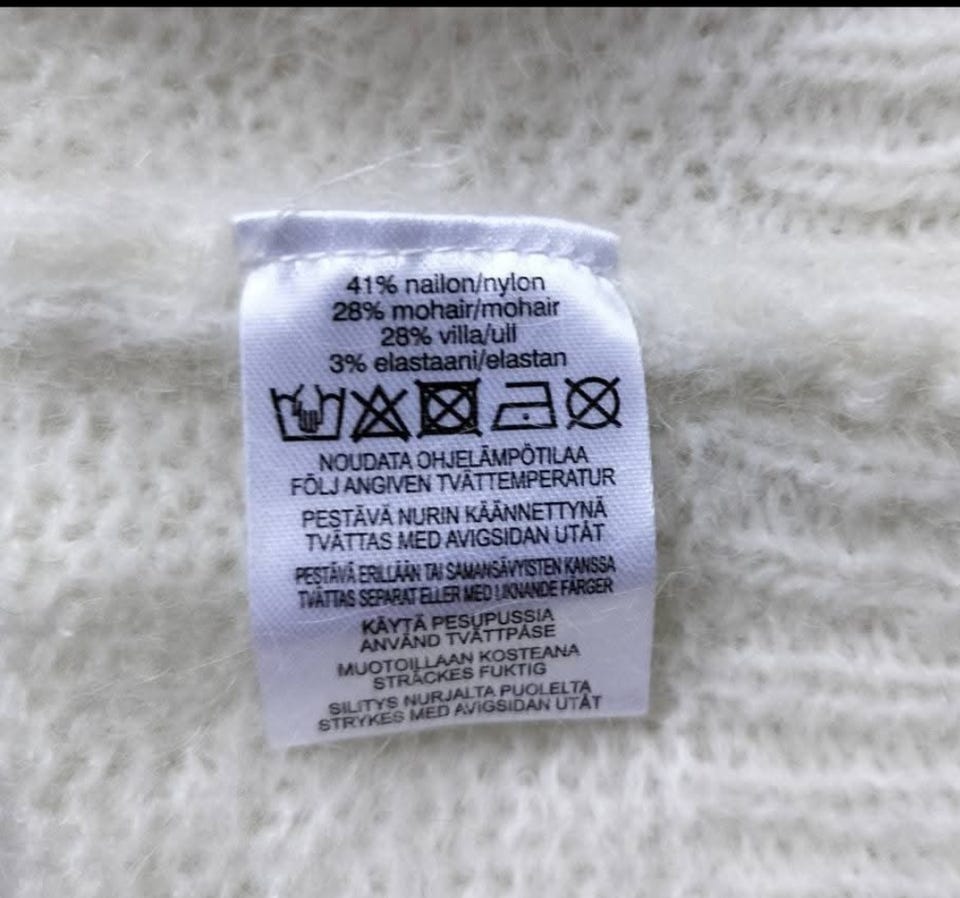 41% nailon/nylon
28% mohair/mohair
28% villa/ull
3% elastaani/elastan
NOUDATA OHJELÄMPÖTILAA
FÖLJ ANGIVEN TVÄTTEMPERATUR
PESTÄVÄ NURIN KÄÄNNETTYNÄ
TVÄTTAS MED AVIGSIDAN UTÅT
PESTÄVÄ ERILLÄÄN TAI SAMANSÄVYISTEN KANSSA
TVÄTTAS SEPARAT ELLER MED LIKNANDE FÄRGER
KÄYTÄ PESUPUSSIA
ANVÄND TVÄTTPÅSE
MUOTOILLAAN KOSTEANA
STRÄCKES FUKTIG
SILITYS NURJALTA PUOLELTA
STRYKES MED AVIGSIDAN UTÅT